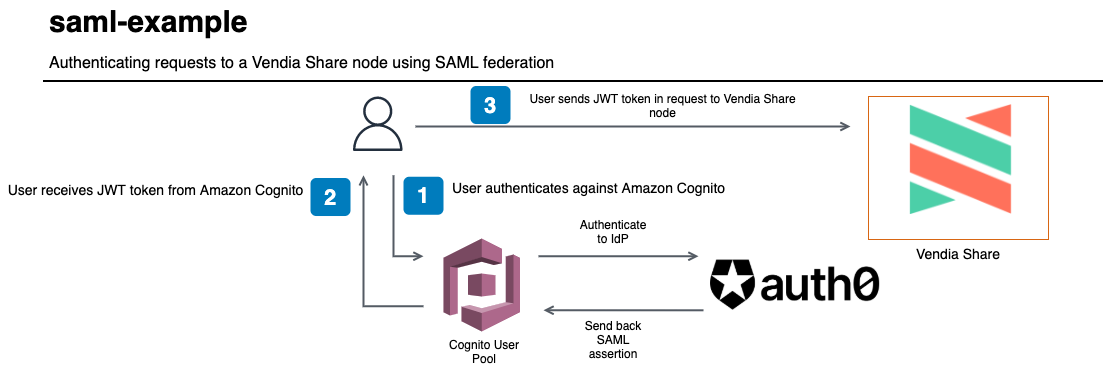 saml-example
Authenticating requests to a Vendia Share node using SAML federation
3
User sends JWT token in request to Vendia Share
node
User receives JWT token from Amazon Cognito
2
1
User authenticates against Amazon Cognito
Authenticate
to IdP
Vendia Share
auth0
Send back
SAML
assertion
Cognito User
Pool